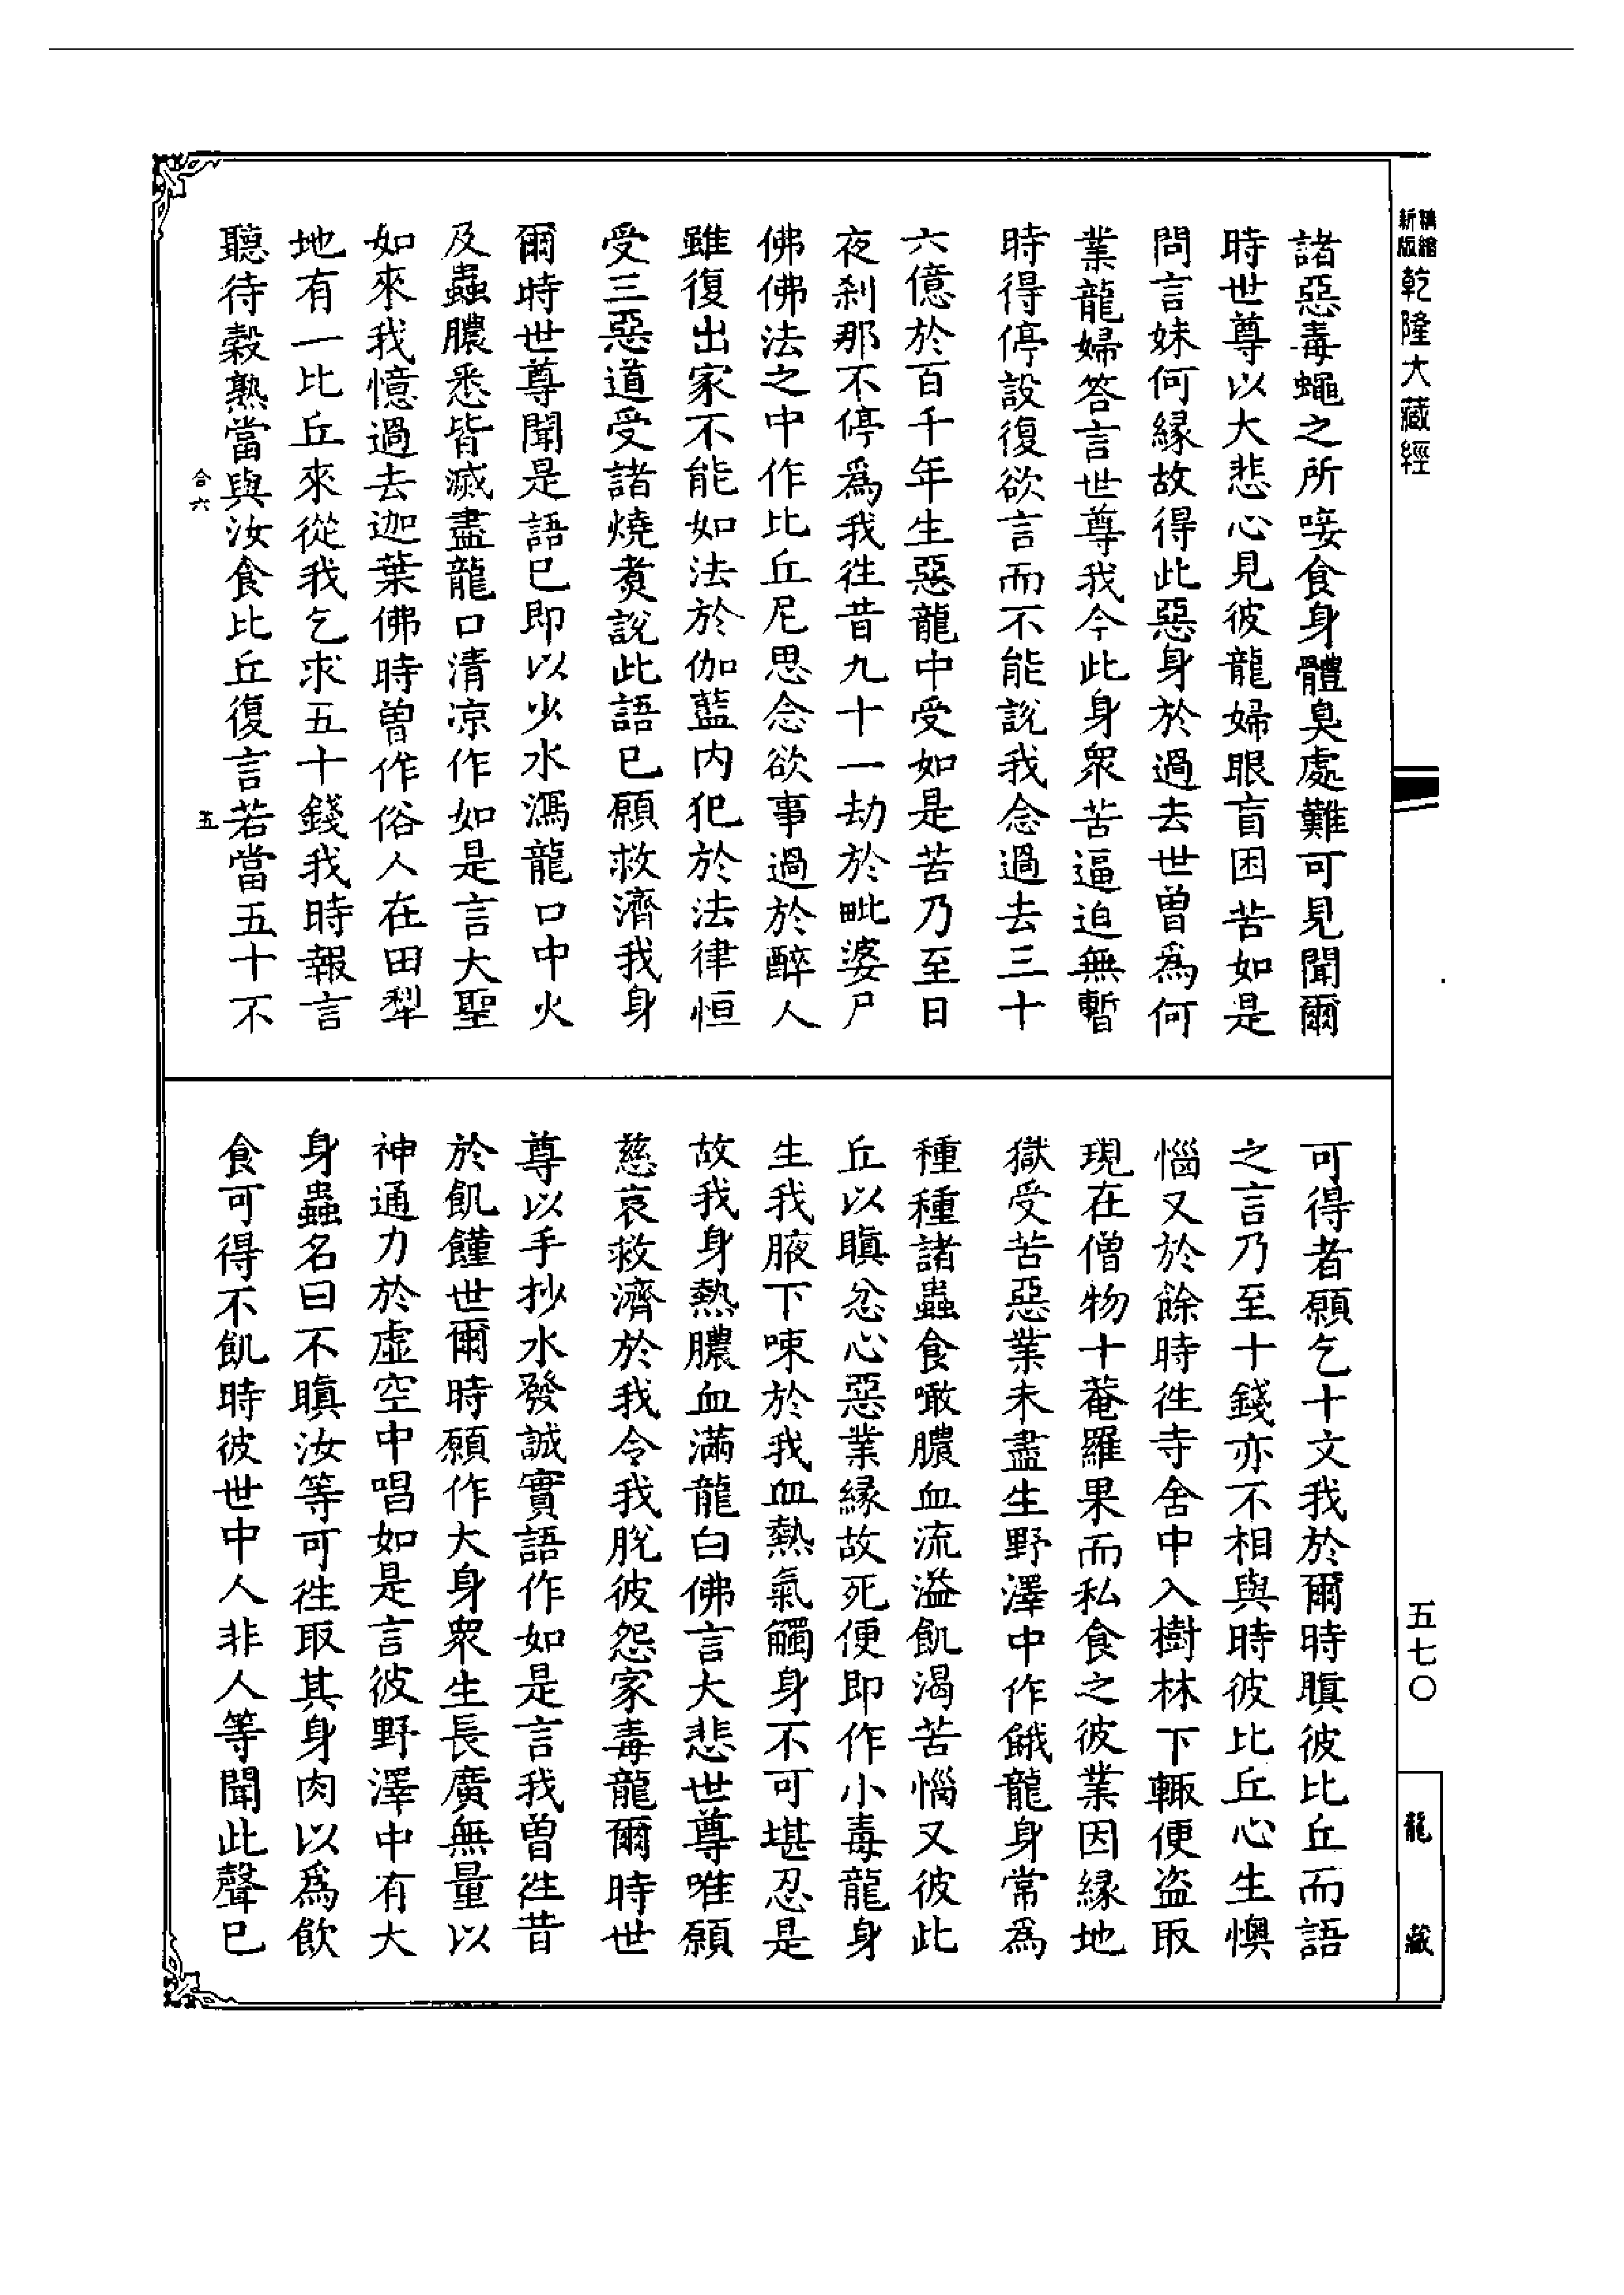 精縮新版乾隆大藏經
諸惡毒蠅之所唼食身體臭處難可見聞爾
時世尊以大悲心見彼龍婦眼盲困苦如是
問言妹何緣故得此惡身於過去世曾爲何
業龍婦答言世尊我今此身衆苦逼迫無暫
時得停設復欲言而不能說我念過去三十
六億於百千年生惡龍中受如是苦乃至日
夜刹那不停爲我往昔九十一劫於毗婆尸
佛佛法之中作比丘尼思念欲事過於醉人
雖復出家不能如法於伽藍内犯於法律恒
受三惡道受諸燒煑說此語已願救濟我身
爾時世尊聞是語已即以少水瀉龍口中火
及蟲膿悉皆滅盡龍口清凉作如是言大聖
如來我憶過去迦葉佛時曾作俗人在田犁
地有一比丘來從我乞求五十錢我時報言
聽待穀熟當與汝食比丘復言若當五十不
合六
五
可得者願乞十文我於爾時瞋彼比丘而語
之言乃至十錢亦不相與時彼比丘心生懊
惱又於餘時往寺舍中入樹林下輙便盜取
現在僧物十菴羅果而私食之彼業因緣地
獄受苦惡業未盡生野澤中作餓龍身常爲
種種諸蟲食噉膿血流溢飢渴苦惱又彼此
丘以瞋忿心惡業緣故死便即作小毒龍身
生我腋下唻於我血熱氣觸身不可堪忍是
故我身熱膿血滿龍白佛言大悲世尊唯願
慈哀救濟於我令我脫彼怨家毒龍爾時世
尊以手抄水發誠實語作如是言我曾往昔
於飢饉世爾時願作大身衆生長廣無量以
神通力於虛空中唱如是言彼野澤中有大
身蟲名曰不瞋汝等可往取其身肉以爲飲
食可得不飢時彼世中人非人等聞此聲已
五七〇
龍藏